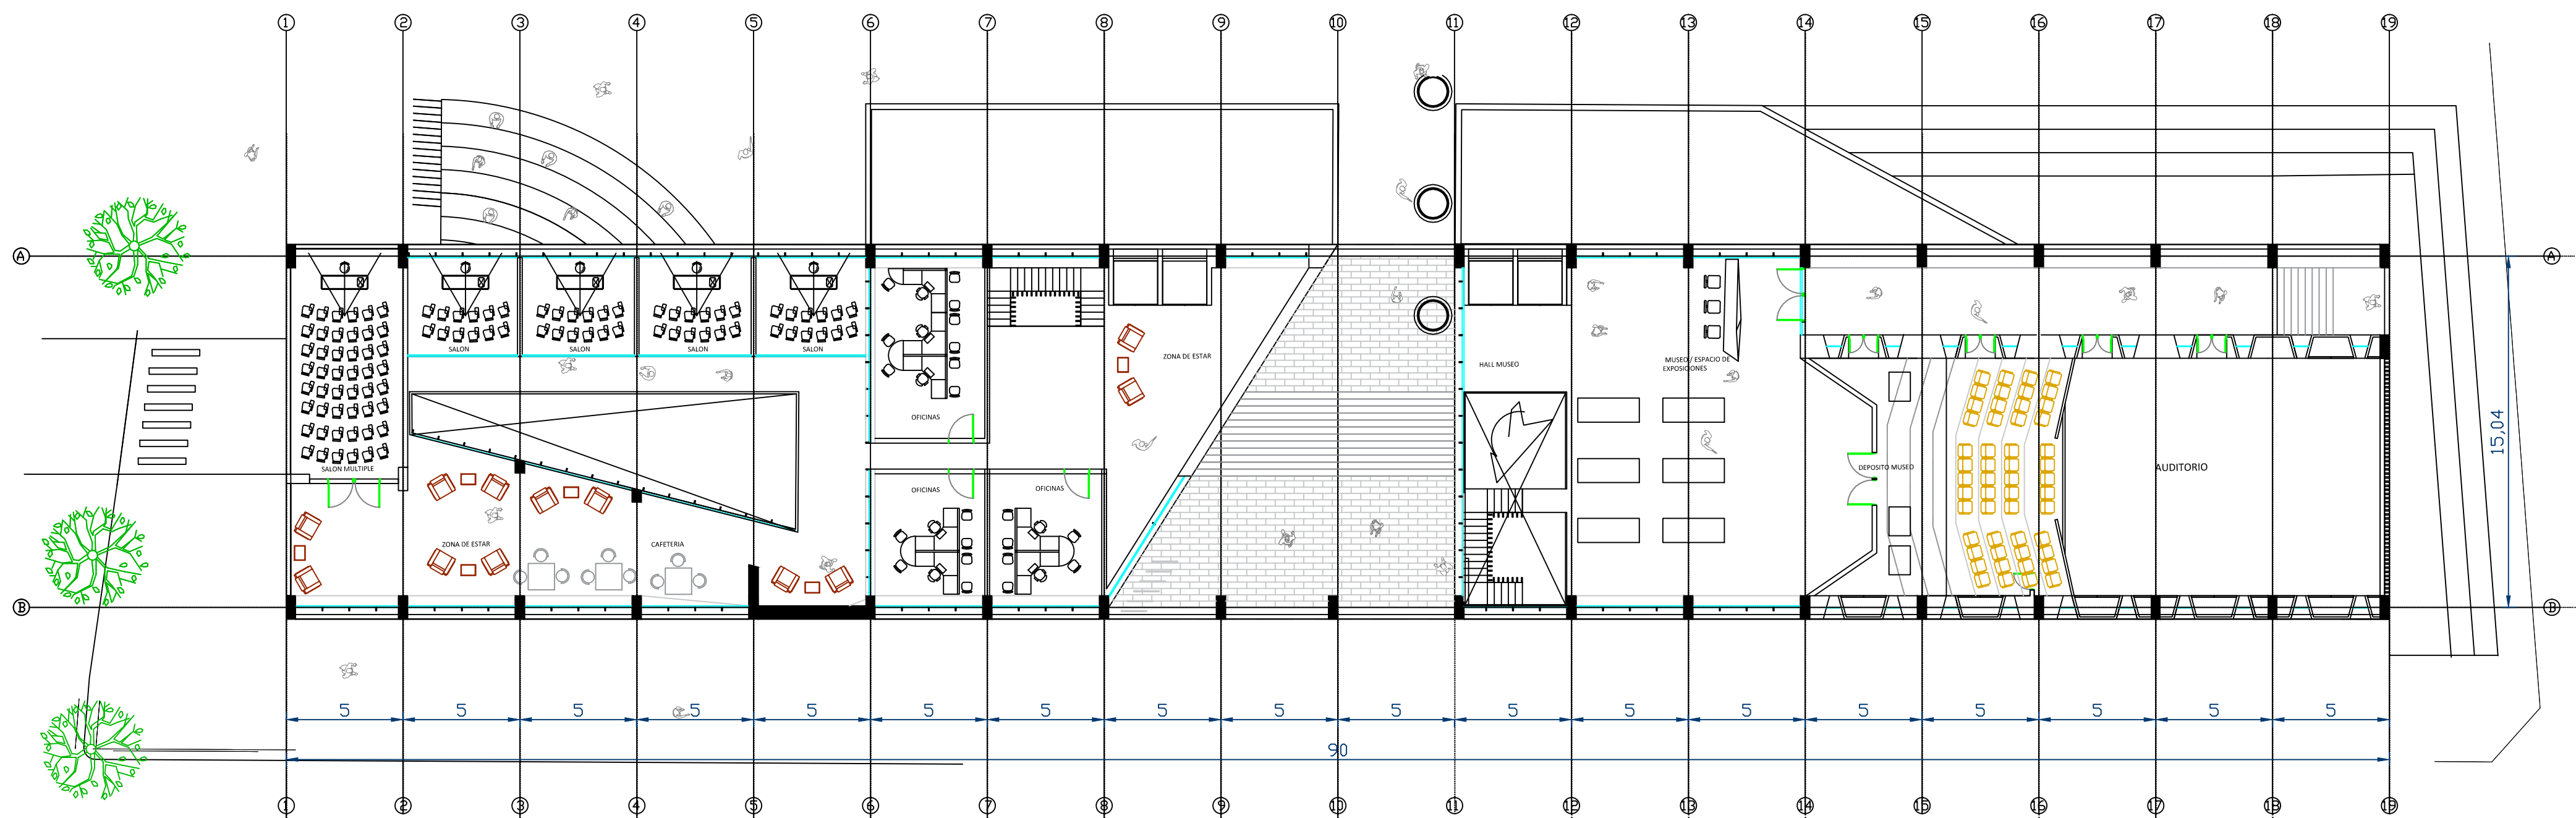 1 2 3 4 5 6 7 8 9 10 11 12 13 14 15 16 17 18 19
A A
SALON SALON SALON SALON
ZONA DE ESTAR
HALL MUSEO
MUSEO / ESPACIO DE
EXPOSICIONES
OFICINAS
15,04
SALON MULTIPLE
DEPOSITO MUSEO
AUDITORIO
OFICINAS OFICINAS
ZONA DE ESTAR
CAFETERIA
B B
5 5 5 5 5 5 5 5 5 5 5 5 5 5 5 5 5 5
90
1 2 3 4 5 6 7 8 9 10 11 12 13 14 15 16 17 18 19